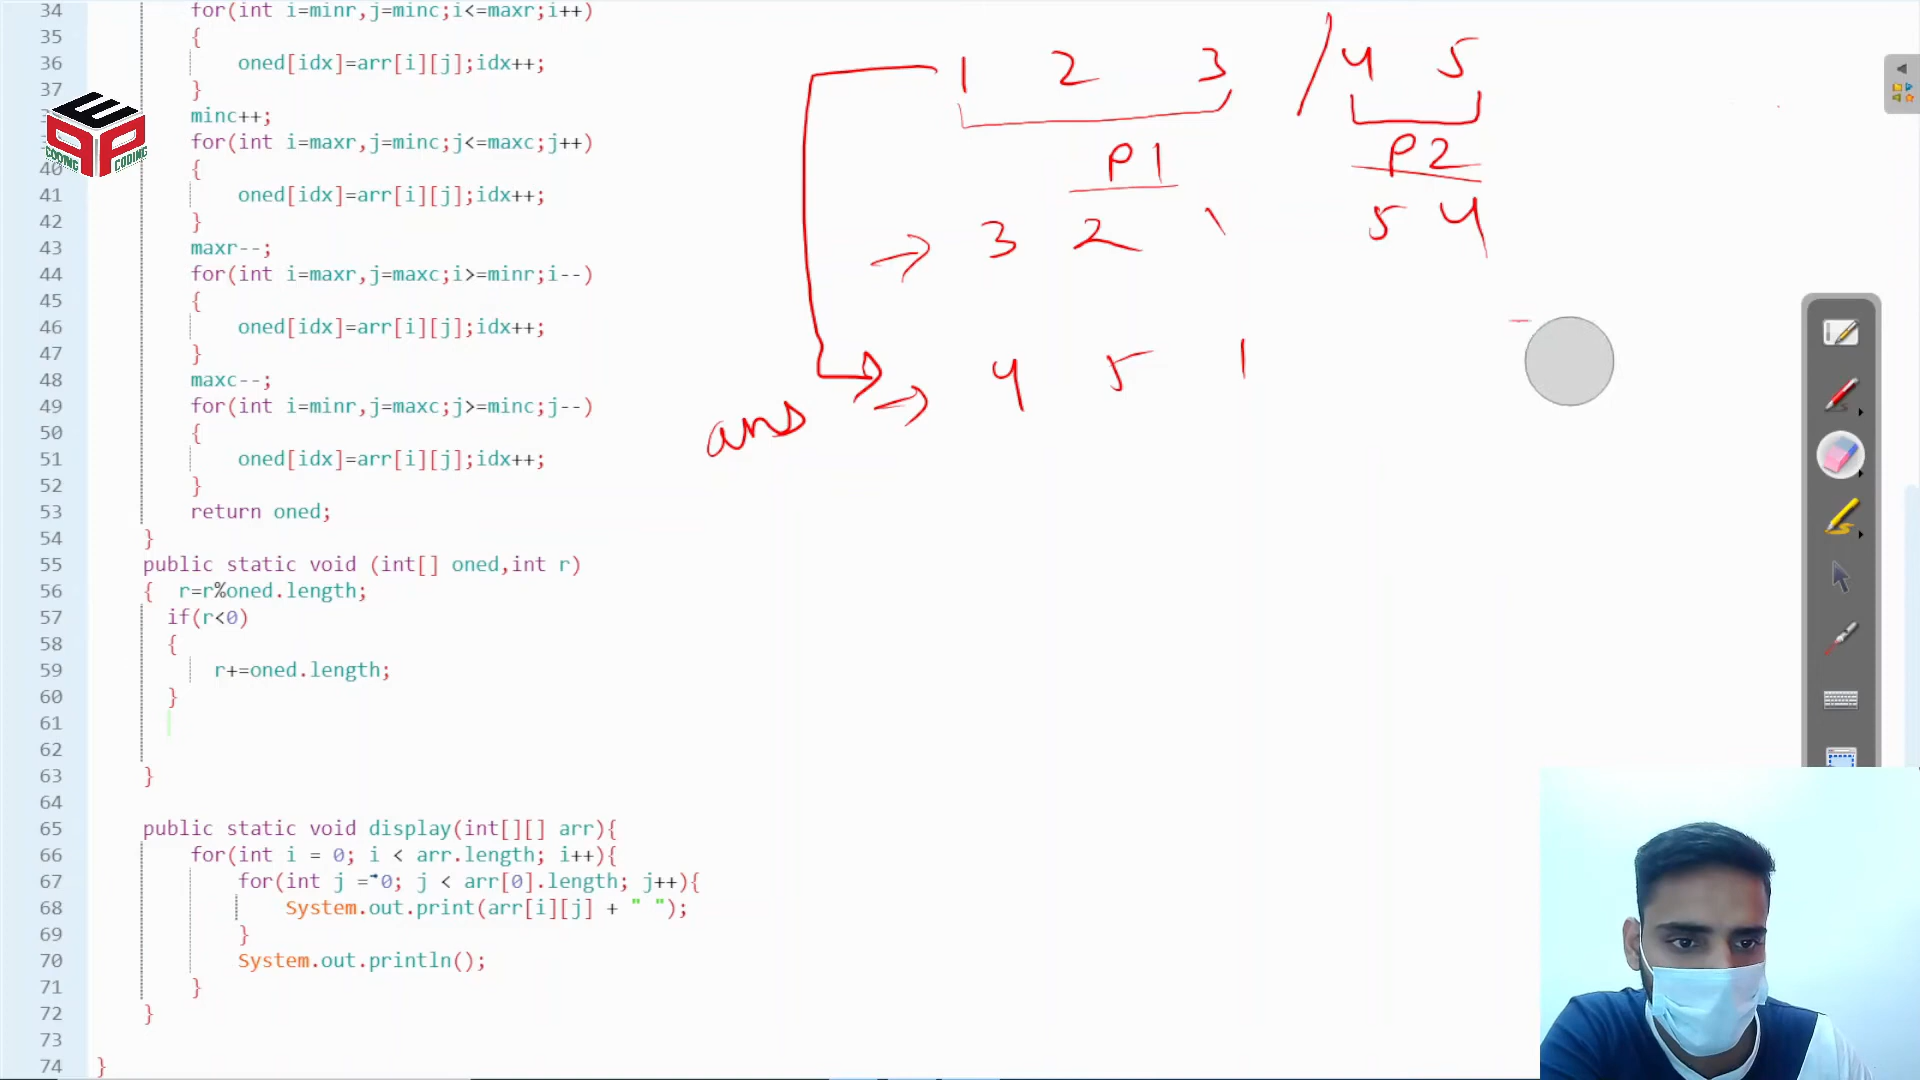 34 for(int i=minr,j=minc;i<=maxr;i++)
35 {
36 oned[idx]=arr[i][j];idx++;
37 }
minc++;
for(int i=maxr,j=minc;j<=maxc;j++)
40 {
41 oned[idx]=arr[i][j];idx++;
42 }
43 maxr--;
44 for(int i=maxr,j=maxc;i>=minr;i--)
45 {
46 oned[idx]=arr[i][j];idx++;
47 }
48 maxc--;
49 for(int i=minr,j=maxc;j>=minc;j--)
50 {
51 oned[idx]=arr[i][j];idx++;
52 }
53 return oned;
54 }
55 public static void (int[] oned,int r)
56 { r=r%oned.length;
57 if(r<0)
58 {
59 r+=oned.length;
60 }
61
62
63 }
64
65 public static void display(int[][] arr){
66 for(int i = 0; i < arr.length; i++){
67 for(int j = 0; j < arr[0].length; j++){
68 System.out.print(arr[i][j] + " ");
69 }
70 System.out.println();
71 }
72 }
73
74 }
CODING CODING
1 2 3 / 4 5
P1 P2
→ 3 2 1 5 4
ans → 4 5 1